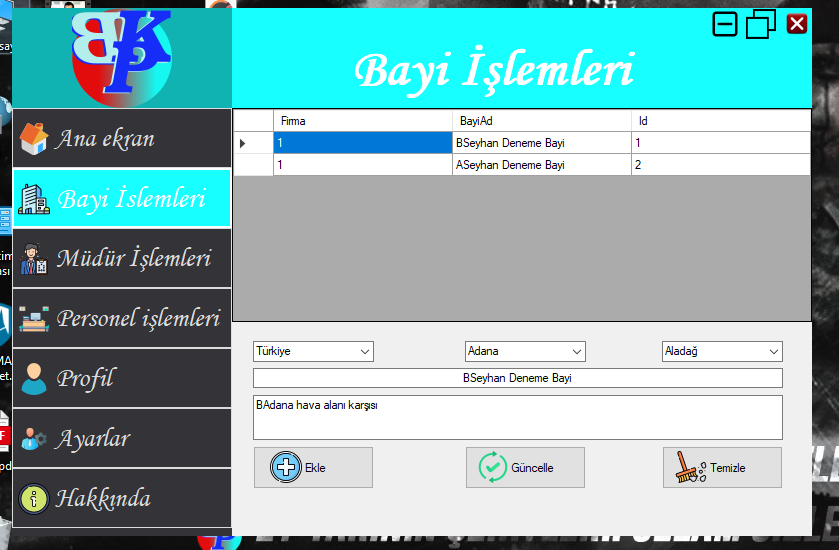 BKP
Bayi İşlemleri
Ana ekran
Bayi İslemleri
Müdür İşlemleri
Personel işlemleri
Profil
Ayarlar
Hakkında
Firma BayiAd Id
1 BSeyhan Deneme Bayi 1
1 ASeyhan Deneme Bayi 2
Türkiye Adana Aladağ
BSeyhan Deneme Bayi
BAdana hava alanı karşısı
Ekle Güncelle Temizle